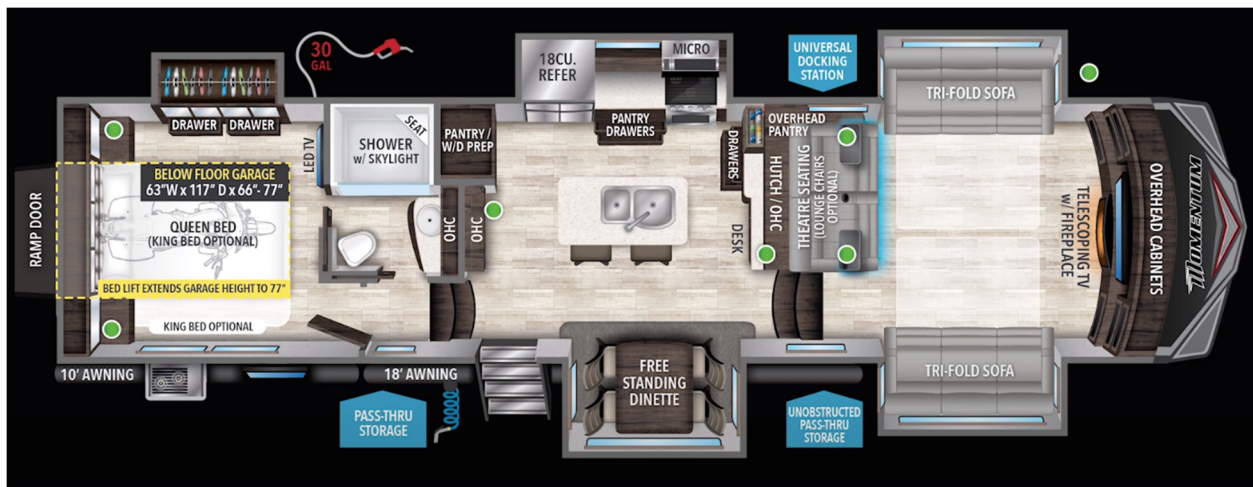 30
GAL
18CU.
REFER
MICRO
UNIVERSAL
DOCKING
STATION
TRI-FOLD SOFA
DRAWER
DRAWER
LED TV
SHOWER
w/ SKYLIGHT
SEAT
PANTRY /
W/D PREP
PANTRY
DRAWERS
DRAWERS
OVERHEAD
PANTRY
HUTCH / OHC
THEATRE SEATING
(LOUNGE CHAIRS
OPTIONAL)
DESK
OHC
OHC
RAMP DOOR
BELOW FLOOR GARAGE
63"W x 117" D x 66"- 77"
QUEEN BED
(KING BED OPTIONAL)
BED LIFT EXTENDS GARAGE HEIGHT TO 77"
KING BED OPTIONAL
TELESCOPING TV
w/ FIREPLACE
OVERHEAD CABINETS
MOMENTUM
10' AWNING
18' AWNING
PASS-THRU
STORAGE
FREE
STANDING
DINETTE
UNOBSTRUCTED
PASS-THRU
STORAGE
TRI-FOLD SOFA